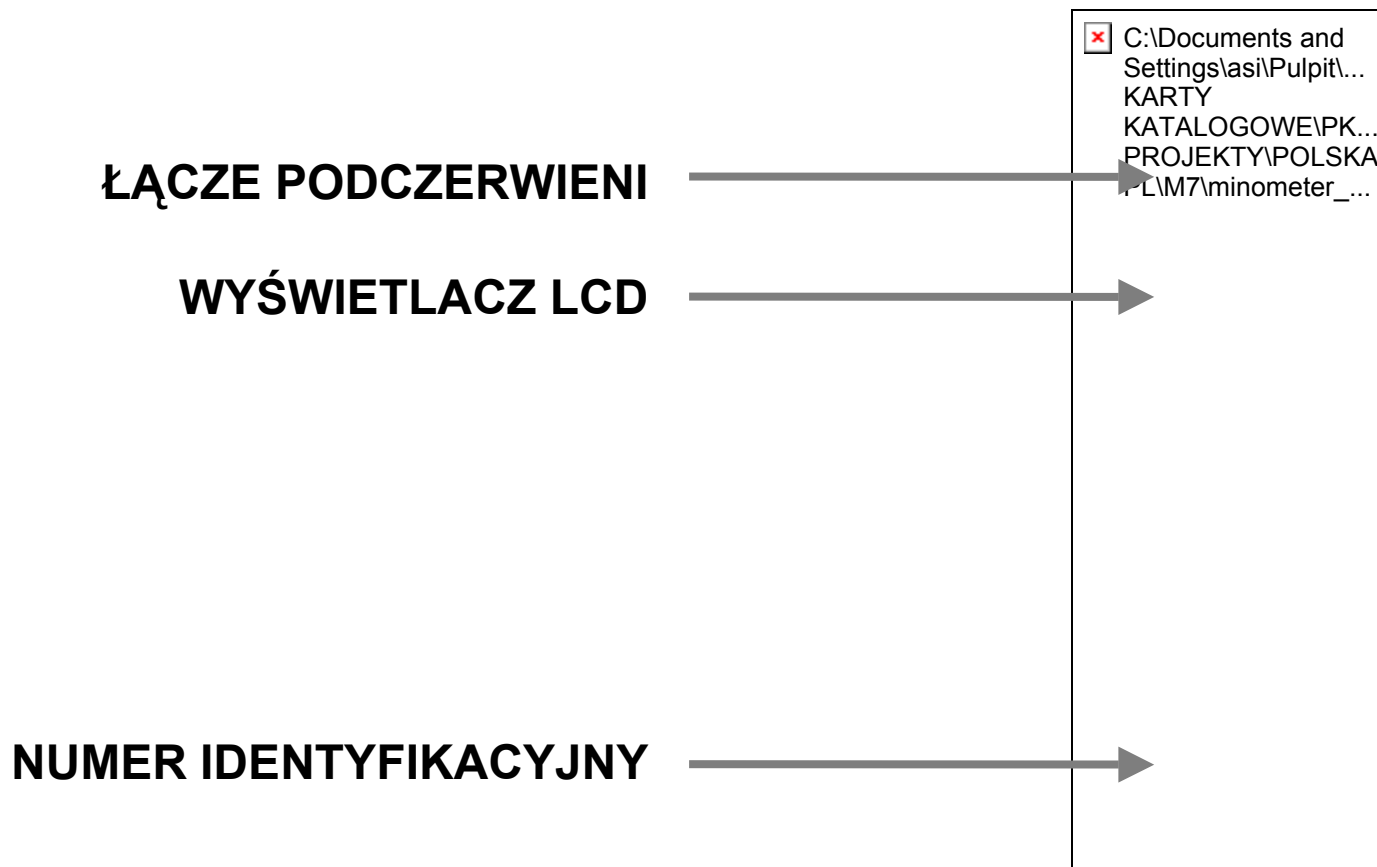 C:\Documents and
Settings\asi\Pulpit\...
KARTY
KATALOGOWE\PK...
PROJEKTY\POLSKA
PL\M7\minometer_...
ŁĄCZE PODCZERWIENI
WYŚWIETLACZ LCD
NUMER IDENTYFIKACYJNY